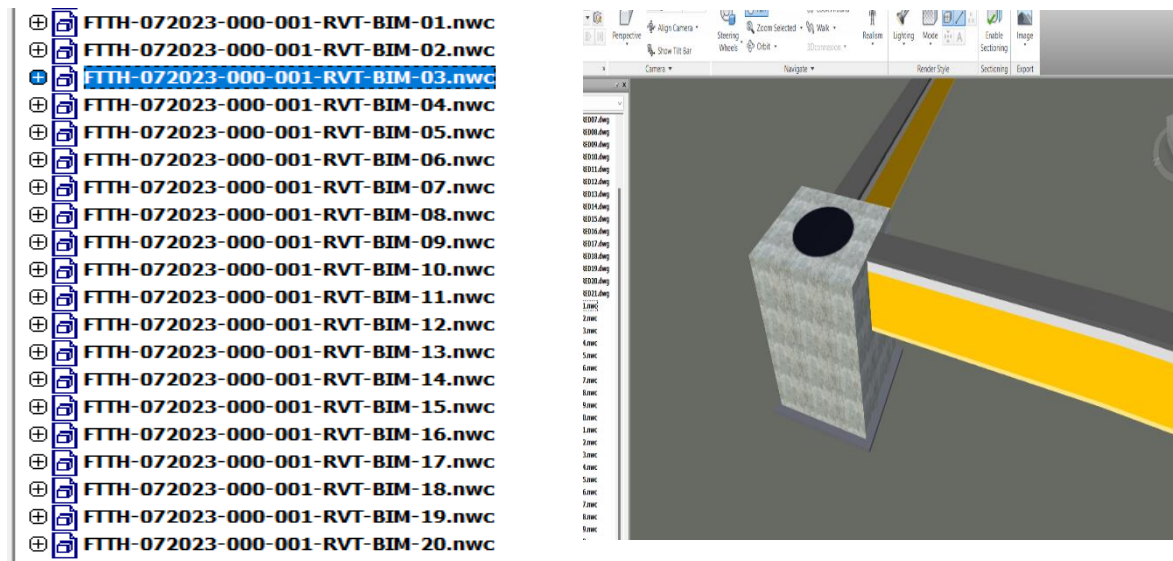 FTTH-072023-000-001-RVT-BIM-01.nwc
FTTH-072023-000-001-RVT-BIM-02.nwc
FTTH-072023-000-001-RVT-BIM-03.nwc
FTTH-072023-000-001-RVT-BIM-04.nwc
FTTH-072023-000-001-RVT-BIM-05.nwc
FTTH-072023-000-001-RVT-BIM-06.nwc
FTTH-072023-000-001-RVT-BIM-07.nwc
FTTH-072023-000-001-RVT-BIM-08.nwc
FTTH-072023-000-001-RVT-BIM-09.nwc
FTTH-072023-000-001-RVT-BIM-10.nwc
FTTH-072023-000-001-RVT-BIM-11.nwc
FTTH-072023-000-001-RVT-BIM-12.nwc
FTTH-072023-000-001-RVT-BIM-13.nwc
FTTH-072023-000-001-RVT-BIM-14.nwc
FTTH-072023-000-001-RVT-BIM-15.nwc
FTTH-072023-000-001-RVT-BIM-16.nwc
FTTH-072023-000-001-RVT-BIM-17.nwc
FTTH-072023-000-001-RVT-BIM-18.nwc
FTTH-072023-000-001-RVT-BIM-19.nwc
FTTH-072023-000-001-RVT-BIM-20.nwc
Perspective
Align Camera
Show Tilt Bar
Camera
Steering Wheels
Zoom Selected
Orbit
Walk
3Dconnexion
Navigate
Realism
Lighting
Mode
Render Style
Enable Sectioning
Sectioning
Image
Export